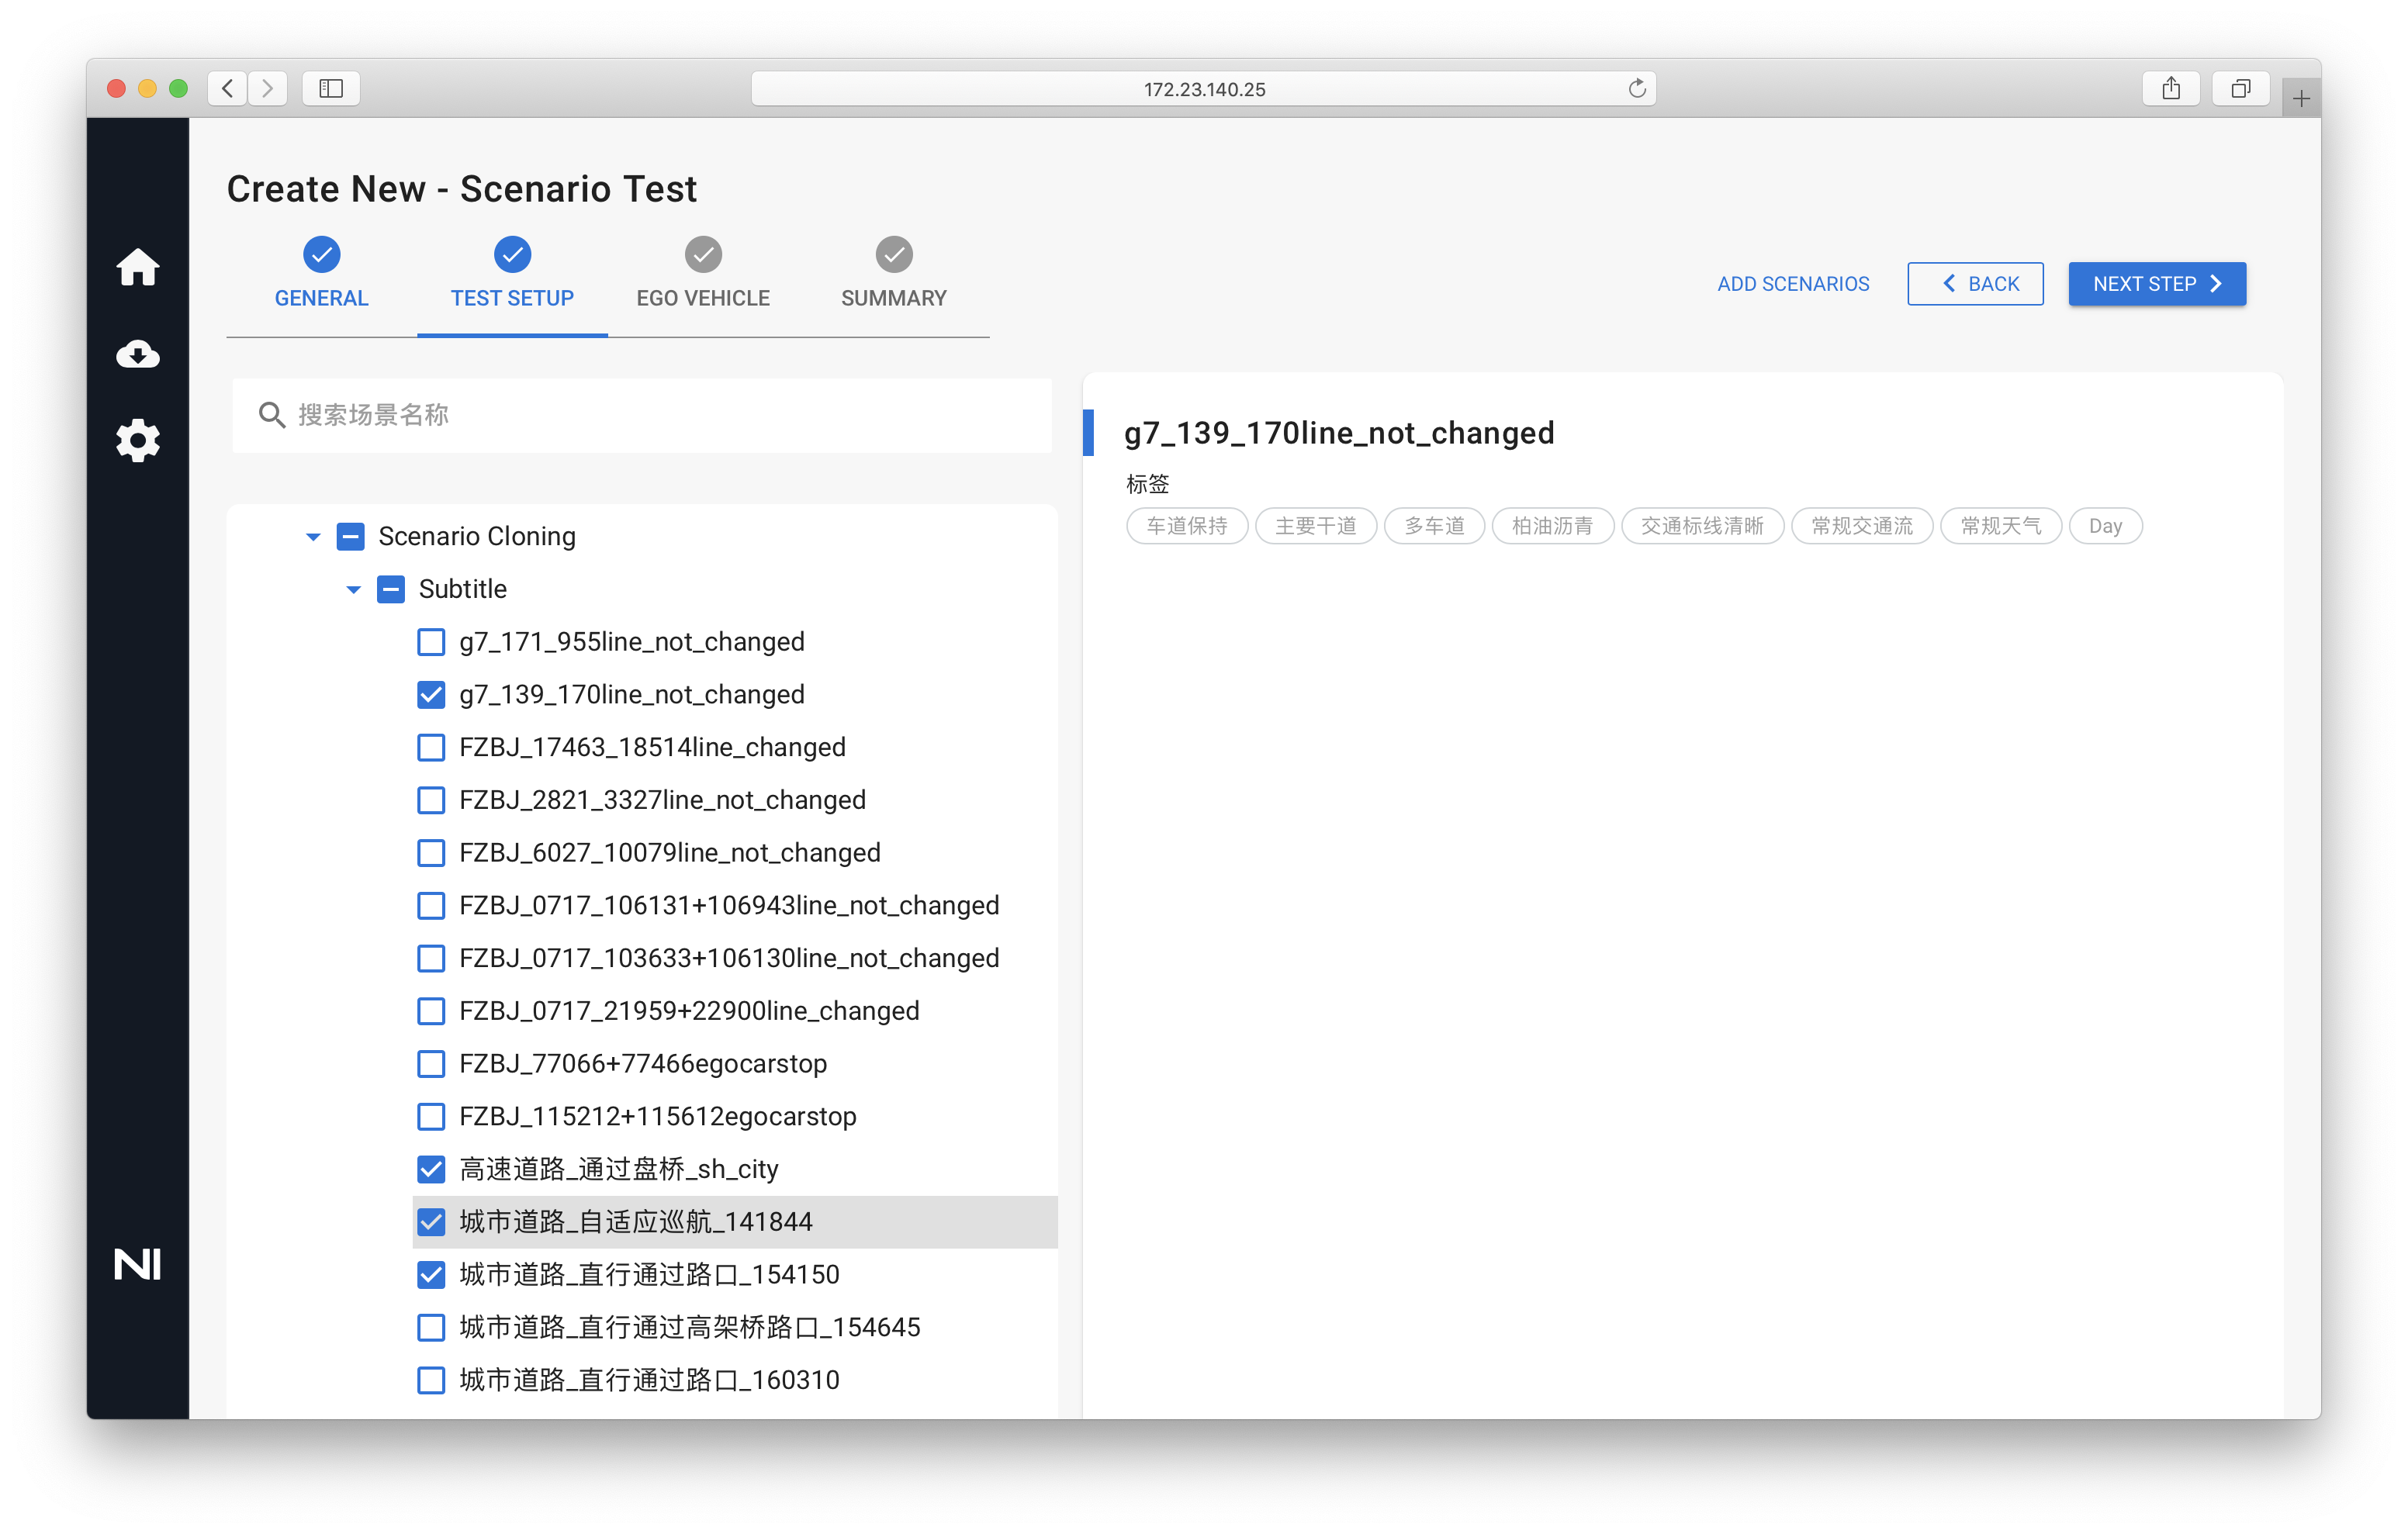 172.23.140.25
Create New - Scenario Test
GENERAL
TEST SETUP
EGO VEHICLE
SUMMARY
ADD SCENARIOS
BACK
NEXT STEP
搜索场景名称
Scenario Cloning
Subtitle
g7_171_955line_not_changed
g7_139_170line_not_changed
FZBJ_17463_18514line_changed
FZBJ_2821_3327line_not_changed
FZBJ_6027_10079line_not_changed
FZBJ_0717_106131+106943line_not_changed
FZBJ_0717_103633+106130line_not_changed
FZBJ_0717_21959+22900line_changed
FZBJ_77066+77466egocarstop
FZBJ_115212+115612egocarstop
高速道路_通过盘桥_sh_city
城市道路_自适应巡航_141844
城市道路_直行通过路口_154150
城市道路_直行通过高架桥路口_154645
城市道路_直行通过路口_160310
g7_139_170line_not_changed
标签
车道保持 主要干道 多车道 柏油沥青 交通标线清晰 常规交通流 常规天气 Day
NI